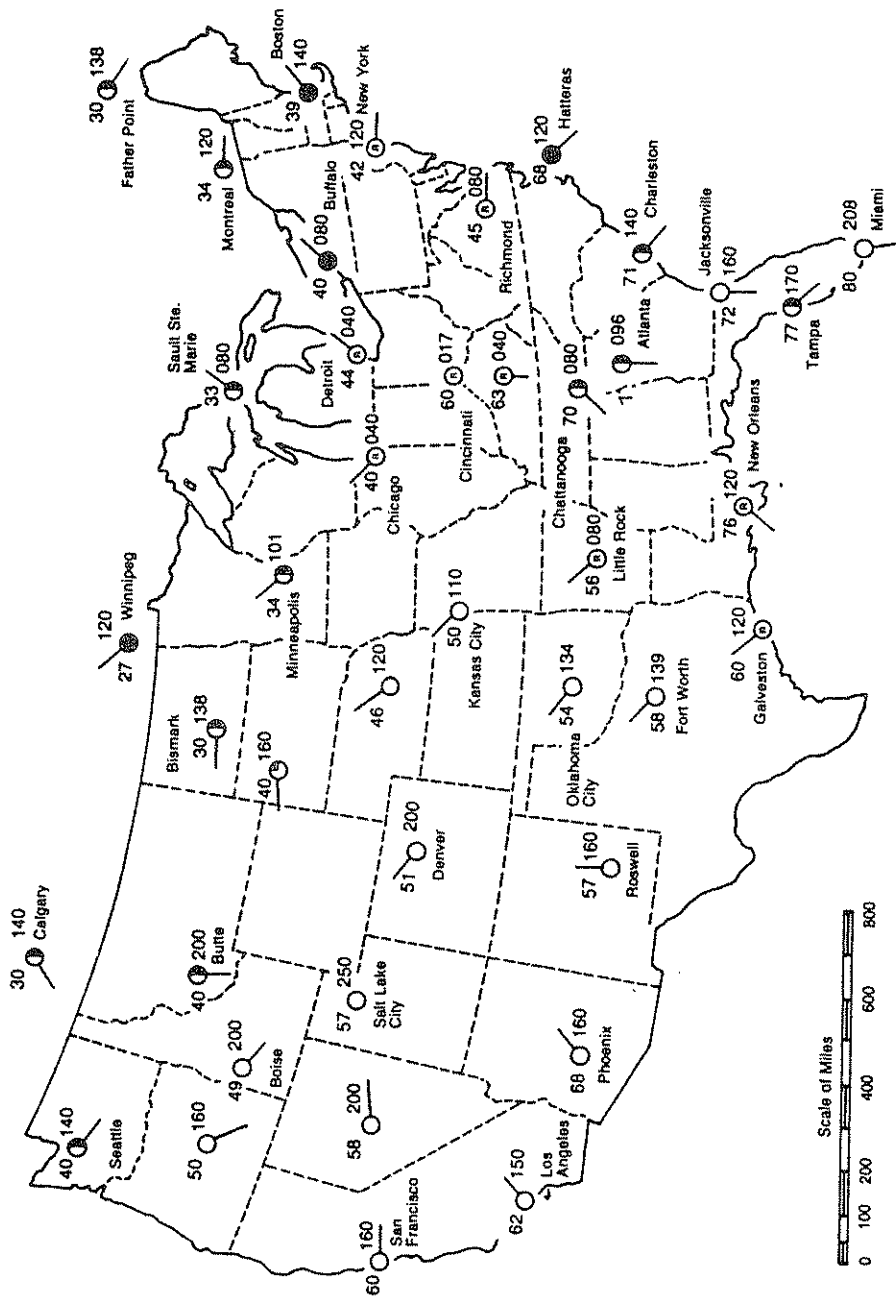 30 138
Father Point
39 Boston
140
34 120
Montreal
42 120
New York
Buffalo
40 080
68 120
Hatteras
45 080
Richmond
71 140
Charleston
72 160
Jacksonville
80 208
Miami
77 170
Tampa
096
Atlanta
33 080
Sault Ste.
Marie
44 040
Detroit
60 017
Cincinnati
63 040
70 080
Chattanooga
40 040
Chicago
76 120
New Orleans
34 101
Minneapolis
56 080
Little Rock
27 120
Winnipeg
50 110
Kansas City
60 120
Galveston
46 120
54 134
Oklahoma
City
58 139
Fort Worth
30 138
Bismark
40 160
51 200
Denver
57 160
Roswell
30 140
Calgary
40 200
Butte
57 250
Salt Lake
City
49 200
Boise
68 160
Phoenix
40 140
Seattle
50 160
58 200
62 150
Los
Angeles
60 160
San
Francisco
Scale of Miles
0 100 200 400 600 800
R
R
R
R
R
R
R
R
R